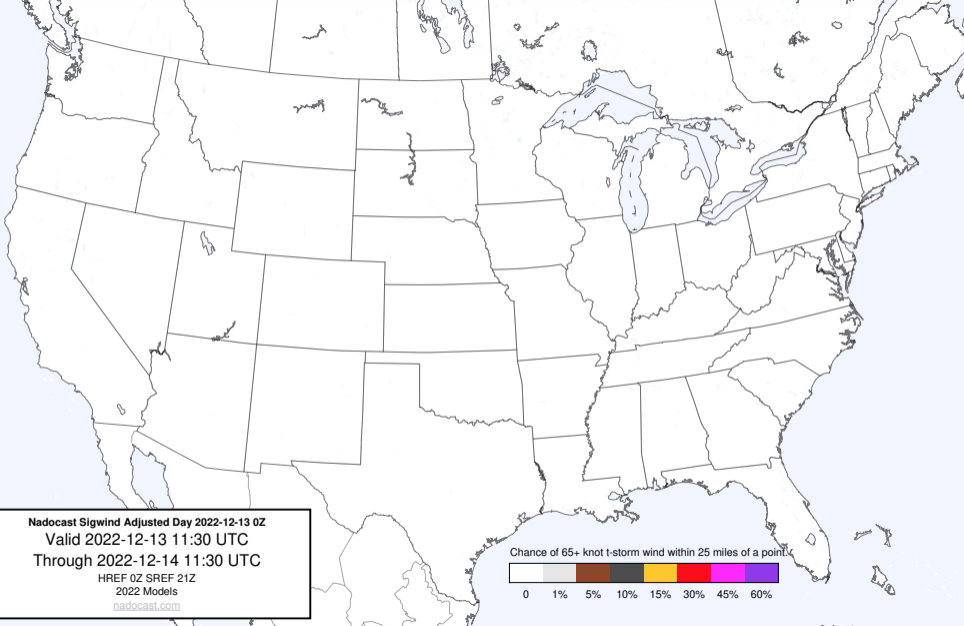 Nadocast Sigwind Adjusted Day 2022-12-13 0Z
Valid 2022-12-13 11:30 UTC
Through 2022-12-14 11:30 UTC
HREF 0Z SREF 21Z
2022 Models
nadocast.com
Chance of 65+ knot t-storm wind within 25 miles of a point.
0 1% 5% 10% 15% 30% 45% 60%